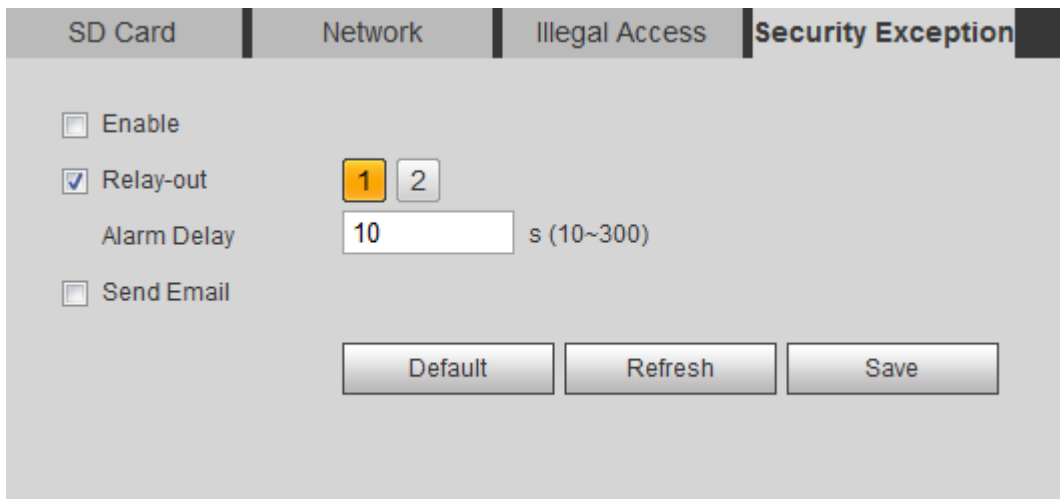 SD Card Network Illegal Access Security Exception
Enable
Relay-out 1 2
Alarm Delay 10 s (10~300)
Send Email
Default Refresh Save